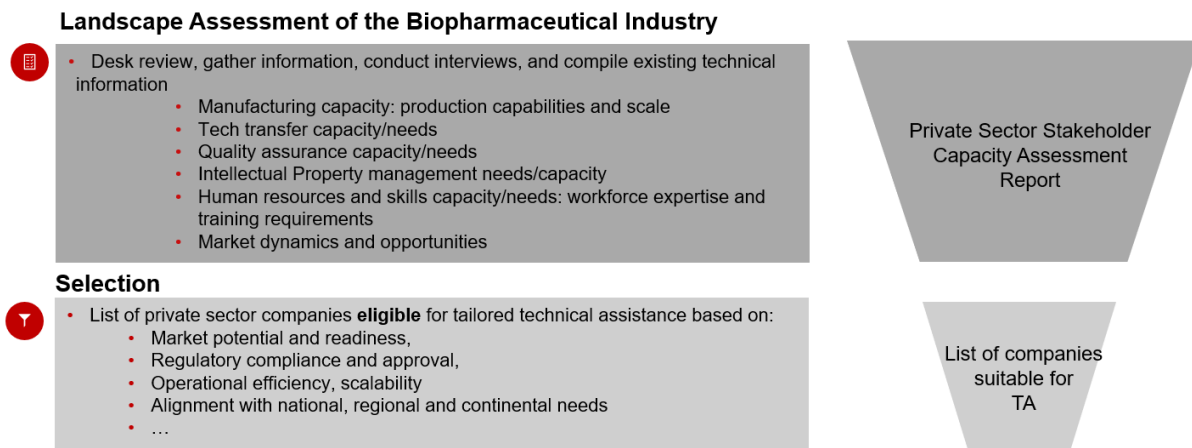 Landscape Assessment of the Biopharmaceutical Industry
• Desk review, gather information, conduct interviews, and compile existing technical
information
• Manufacturing capacity: production capabilities and scale
• Tech transfer capacity/needs
• Quality assurance capacity/needs
• Intellectual Property management needs/capacity
• Human resources and skills capacity/needs: workforce expertise and
training requirements
• Market dynamics and opportunities
Private Sector Stakeholder
Capacity Assessment
Report
Selection
• List of private sector companies eligible for tailored technical assistance based on:
• Market potential and readiness,
• Regulatory compliance and approval,
• Operational efficiency, scalability
• Alignment with national, regional and continental needs
• …
List of companies
suitable for
TA